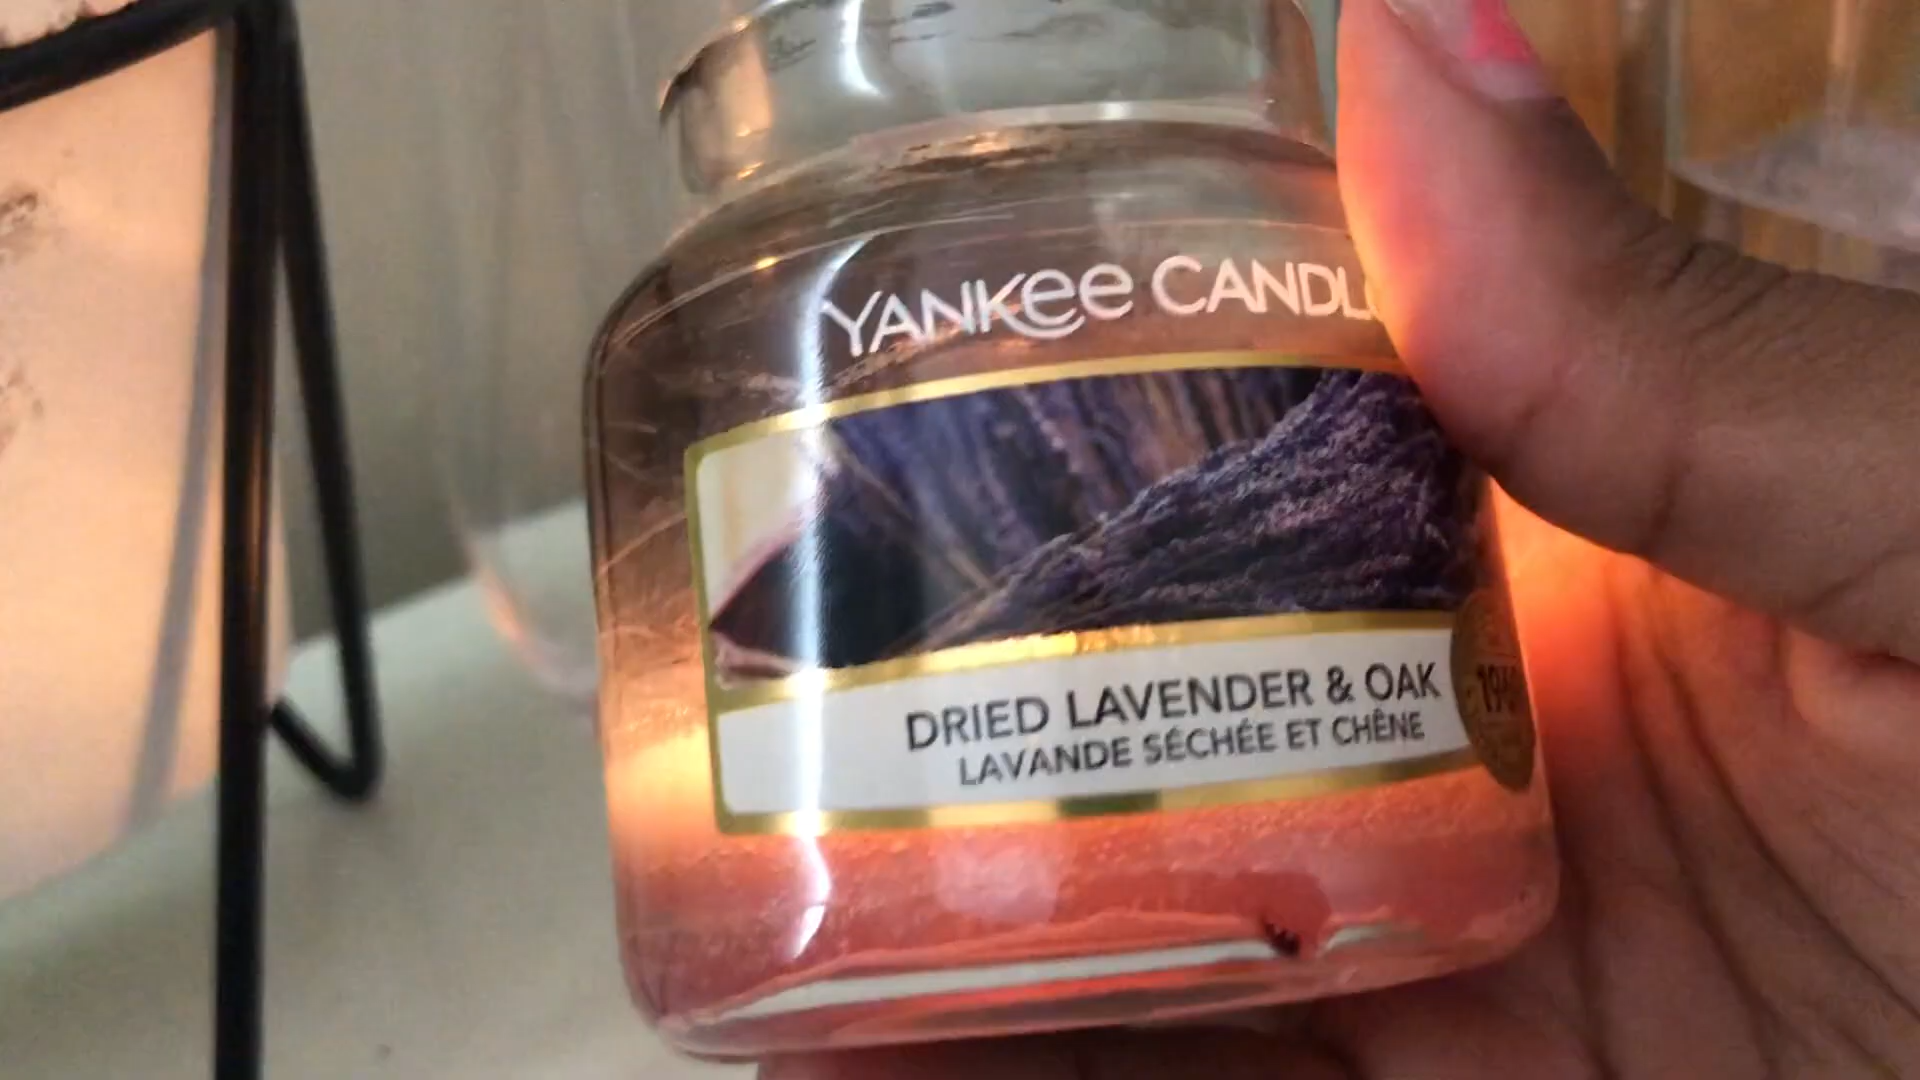 YANKEE CANDL
DRIED LAVENDER & OAK
LAVANDE SÉCHÉE ET CHÊNE